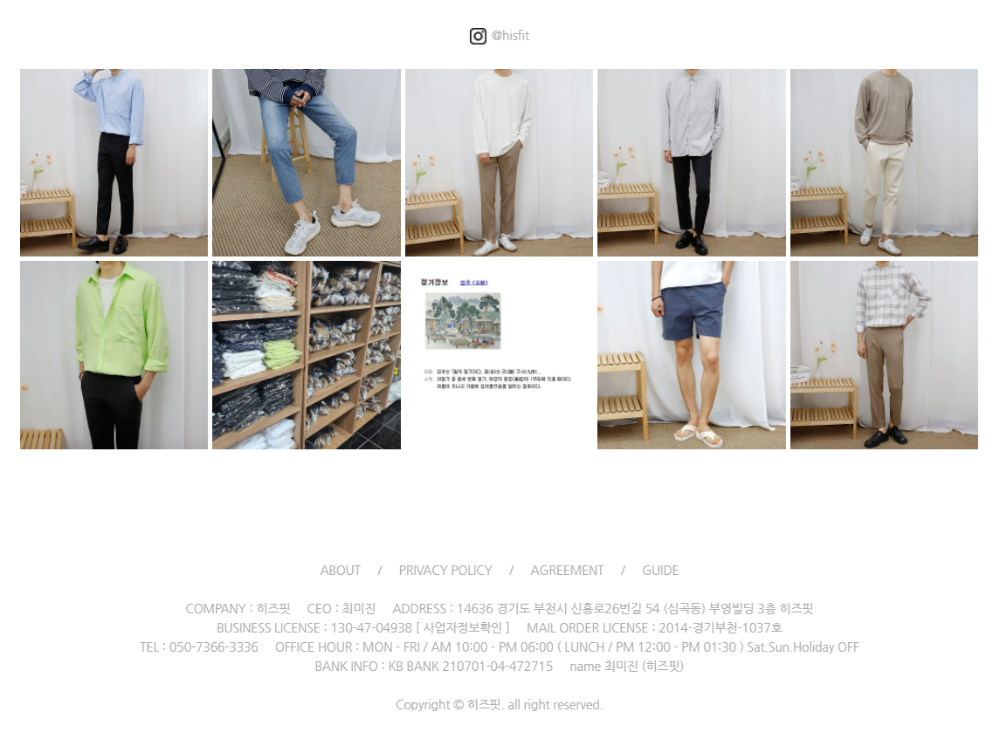 @hisfit
절기정보 입추 (立秋)
ABOUT / PRIVACY POLICY / AGREEMENT / GUIDE
COMPANY : 히즈핏 CEO : 최미진 ADDRESS : 14636 경기도 부천시 신흥로26번길 54 (심곡동) 부영빌딩 3층 히즈핏
BUSINESS LICENSE : 130-47-04938 [ 사업자정보확인 ] MAIL ORDER LICENSE : 2014-경기부천-1037호
TEL : 050-7366-3336 OFFICE HOUR : MON - FRI / AM 10:00 - PM 06:00 ( LUNCH / PM 12:00 - PM 01:30 ) Sat.Sun.Holiday OFF
BANK INFO : KB BANK 210701-04-472715 name 최미진 (히즈핏)
Copyright © 히즈핏. all right reserved.